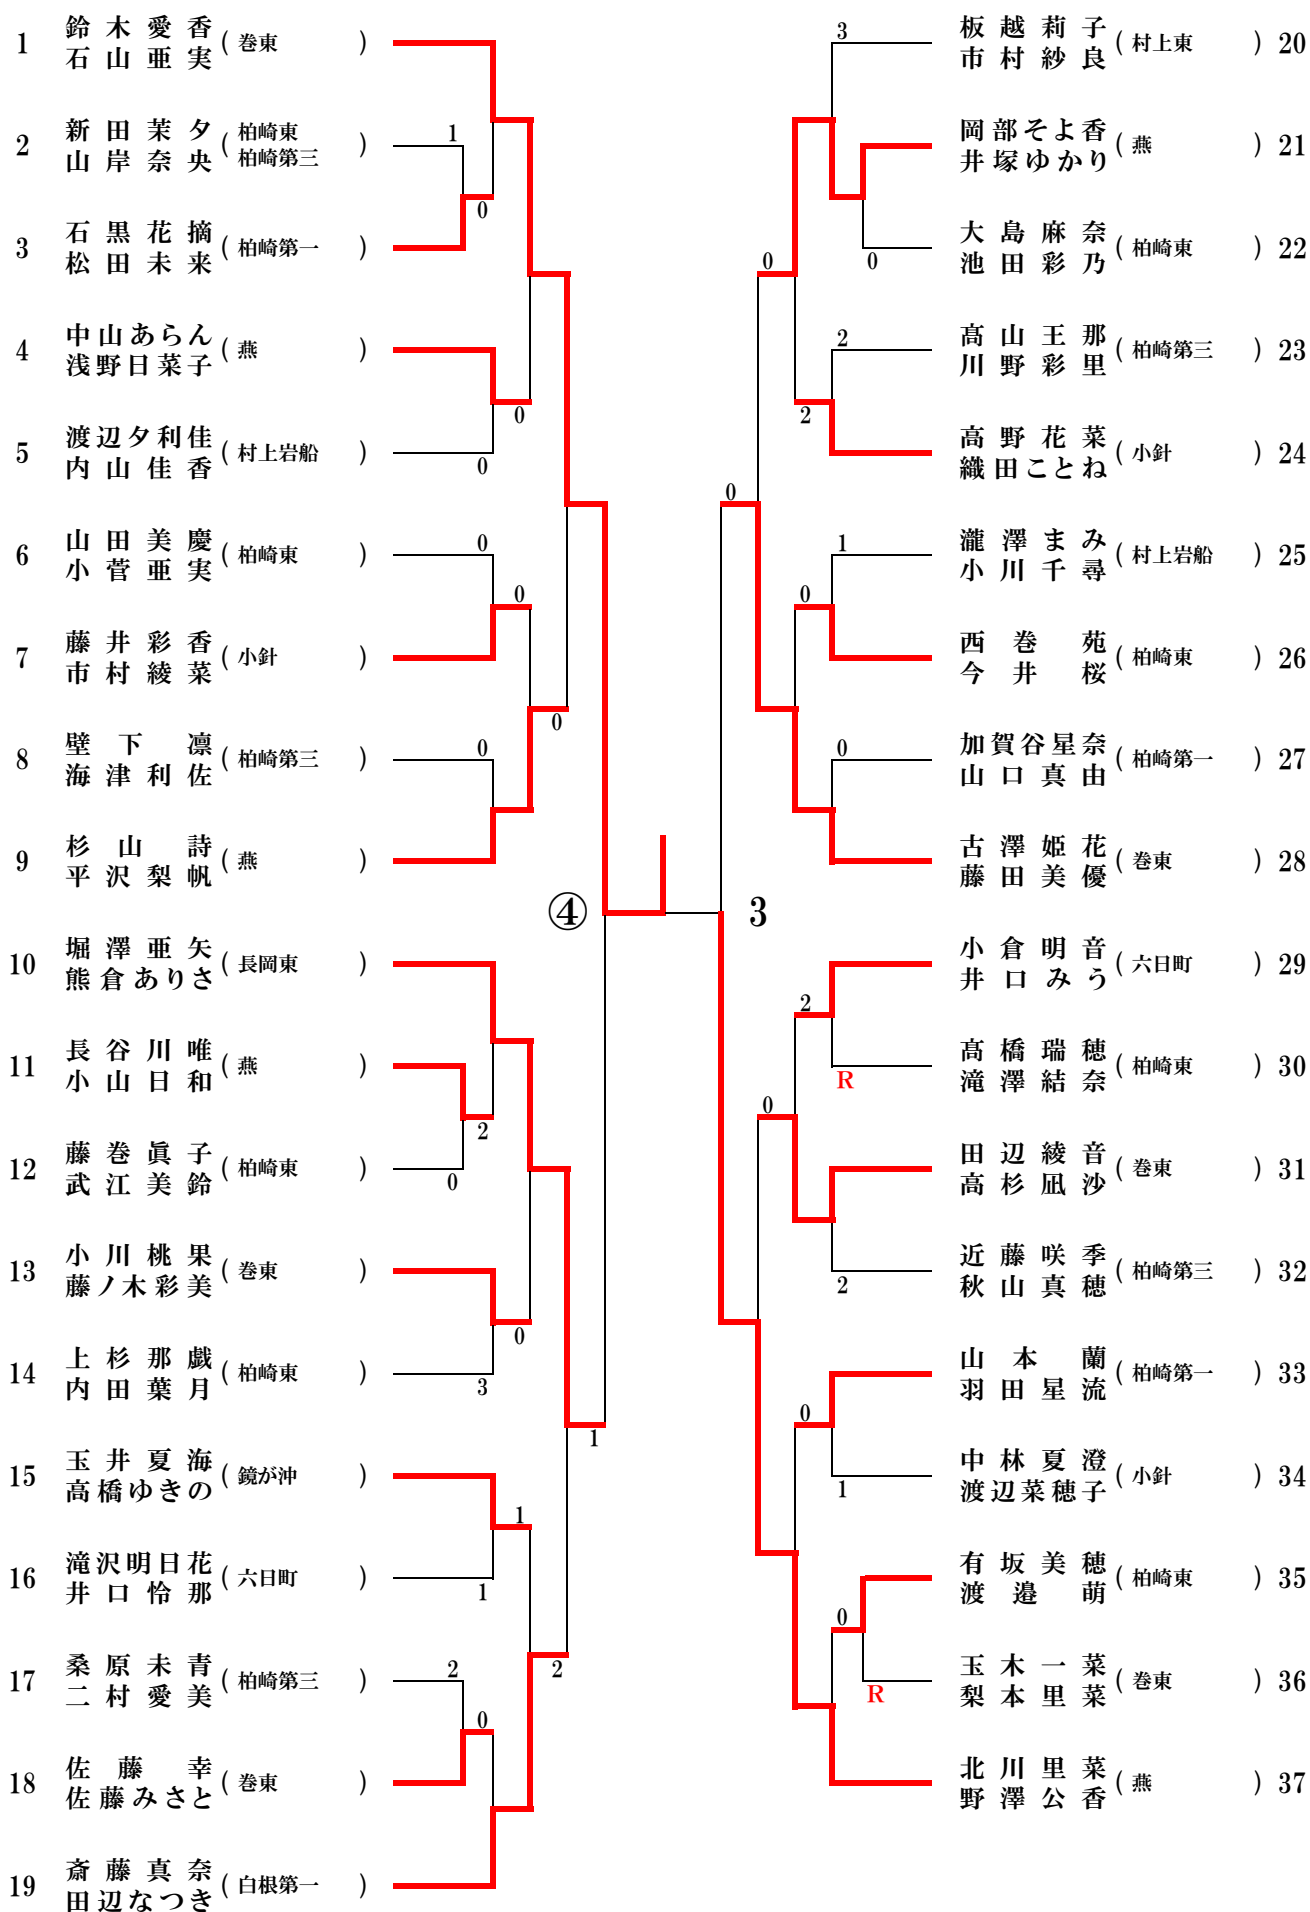 1 鈴木愛香 石山亜実 (巻東)
2 新田茉夕 山岸奈央 (柏崎東 柏崎第三)
1
0
3 石黒花摘 松田未来 (柏崎第一)
4 中山あらん 浅野日菜子 (燕)
0
5 渡辺夕利佳 内山佳香 (村上岩船)
0
6 山田美慶 小菅亜実 (柏崎東)
0
0
7 藤井彩香 市村綾菜 (小針)
0
8 壁下凛 海津利佐 (柏崎第三)
0
9 杉山詩 平沢梨帆 (燕)
④ 3
10 堀澤亜矢 熊倉ありさ (長岡東)
11 長谷川唯 小山日和 (燕)
2
12 藤巻眞子 武江美鈴 (柏崎東)
0
13 小川桃果 藤ノ木彩美 (巻東)
0
14 上杉那戯 内田葉月 (柏崎東)
3
1
15 玉井夏海 高橋ゆきの (鏡が沖)
1
16 滝沢明日花 井口怜那 (六日町)
1
17 桑原未青 二村愛美 (柏崎第三)
2
2
0
18 佐藤幸 佐藤みさと (巻東)
19 斎藤真奈 田辺なつき (白根第一)
3
板越莉子 市村紗良 (村上東) 20
岡部そよ香 井塚ゆかり (燕) 21
大島麻奈 池田彩乃 (柏崎東) 22
0
0
2
髙山王那 川野彩里 (柏崎第三) 23
2
高野花菜 織田ことね (小針) 24
0
1
瀧澤まみ 小川千尋 (村上岩船) 25
0
西巻苑 今井桜 (柏崎東) 26
0
加賀谷星奈 山口真由 (柏崎第一) 27
古澤姫花 藤田美優 (巻東) 28
小倉明音 井口みう (六日町) 29
2
髙橋瑞穂 滝澤結奈 (柏崎東) 30
R
0
田辺綾音 高杉凪沙 (巻東) 31
近藤咲季 秋山真穂 (柏崎第三) 32
2
山本蘭 羽田星流 (柏崎第一) 33
0
中林夏澄 渡辺菜穂子 (小針) 34
1
有坂美穂 渡邉萌 (柏崎東) 35
0
玉木一菜 梨本里菜 (巻東) 36
R
北川里菜 野澤公香 (燕) 37